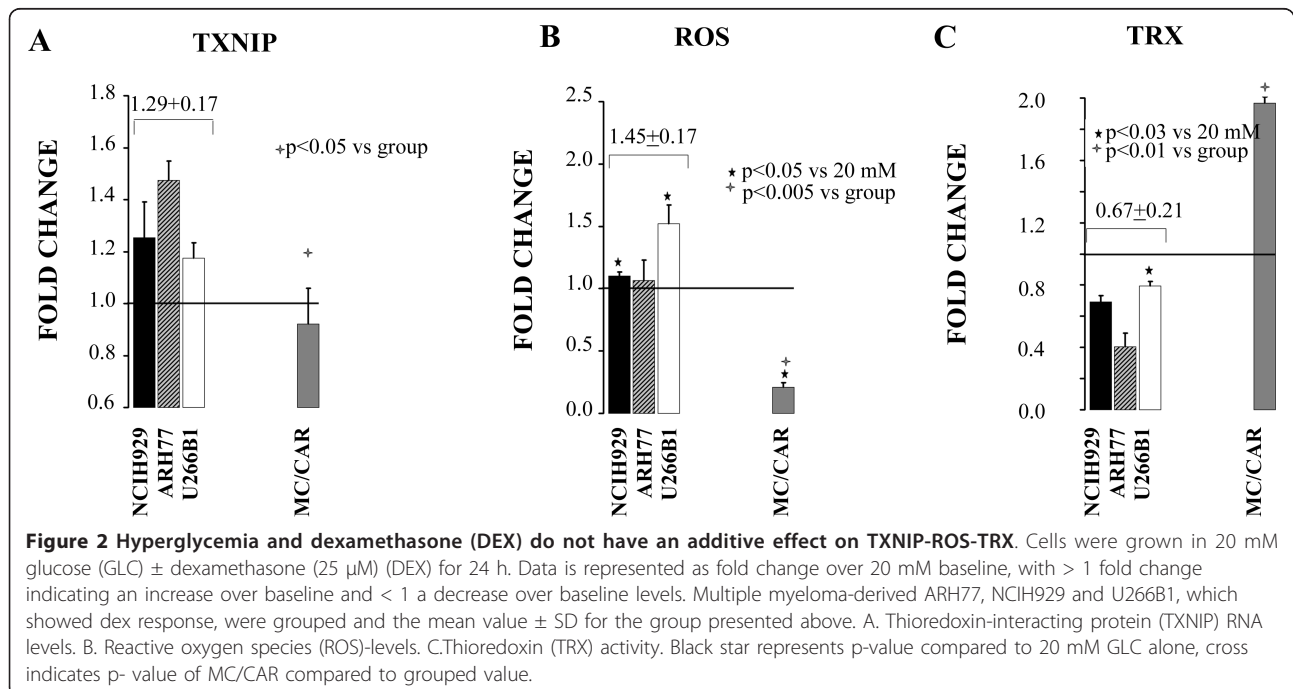 A
TXNIP
FOLD CHANGE
1.8
1.6
1.4
1.2
1.0
0.8
0.6
1.29+0.17
✦p<0.05 vs group
✦
NCIH929
ARH77
U266B1
MC/CAR
B
ROS
FOLD CHANGE
2.5
2.0
1.5
1.0
0.5
0.0
1.45±0.17
★ p<0.05 vs 20 mM
✦ p<0.005 vs group
★
★
✦
★
NCIH929
ARH77
U266B1
MC/CAR
C
TRX
FOLD CHANGE
2.0
1.6
1.2
0.8
0.4
0.0
★ p<0.03 vs 20 mM
✦ p<0.01 vs group
0.67±0.21
★
✦
NCIH929
ARH77
U266B1
MC/CAR
Figure 2 Hyperglycemia and dexamethasone (DEX) do not have an additive effect on TXNIP-ROS-TRX. Cells were grown in 20 mM
glucose (GLC) ± dexamethasone (25 μM) (DEX) for 24 h. Data is represented as fold change over 20 mM baseline, with > 1 fold change
indicating an increase over baseline and < 1 a decrease over baseline levels. Multiple myeloma-derived ARH77, NCIH929 and U266B1, which
showed dex response, were grouped and the mean value ± SD for the group presented above. A. Thioredoxin-interacting protein (TXNIP) RNA
levels. B. Reactive oxygen species (ROS)-levels. C.Thioredoxin (TRX) activity. Black star represents p-value compared to 20 mM GLC alone, cross
indicates p- value of MC/CAR compared to grouped value.